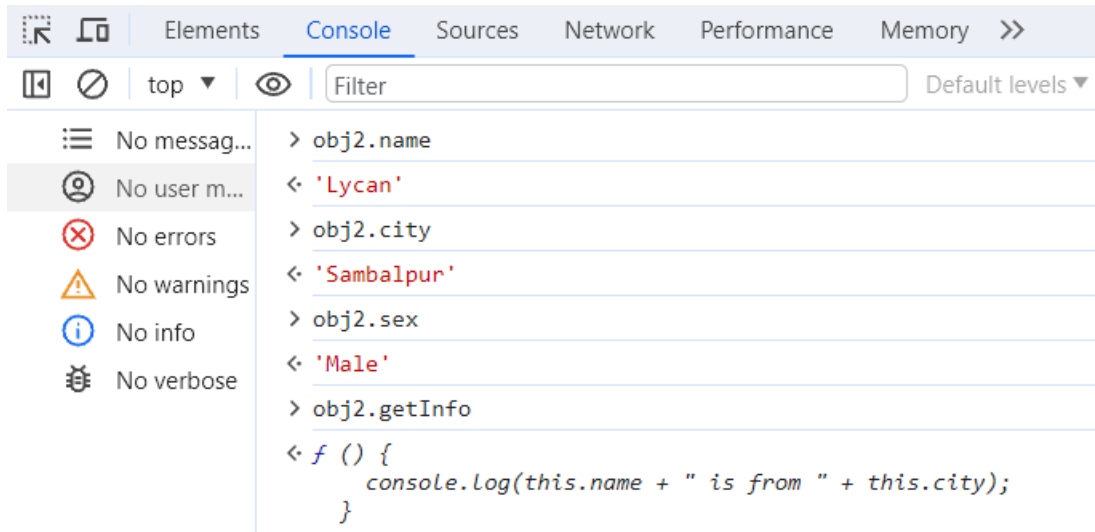 Elements Console Sources Network Performance Memory
top Filter Default levels
No messag...
No user m...
No errors
No warnings
No info
No verbose
> obj2.name
'Lycan'
> obj2.city
'Sambalpur'
> obj2.sex
'Male'
> obj2.getInfo
ƒ () {
console.log(this.name + " is from " + this.city);
}